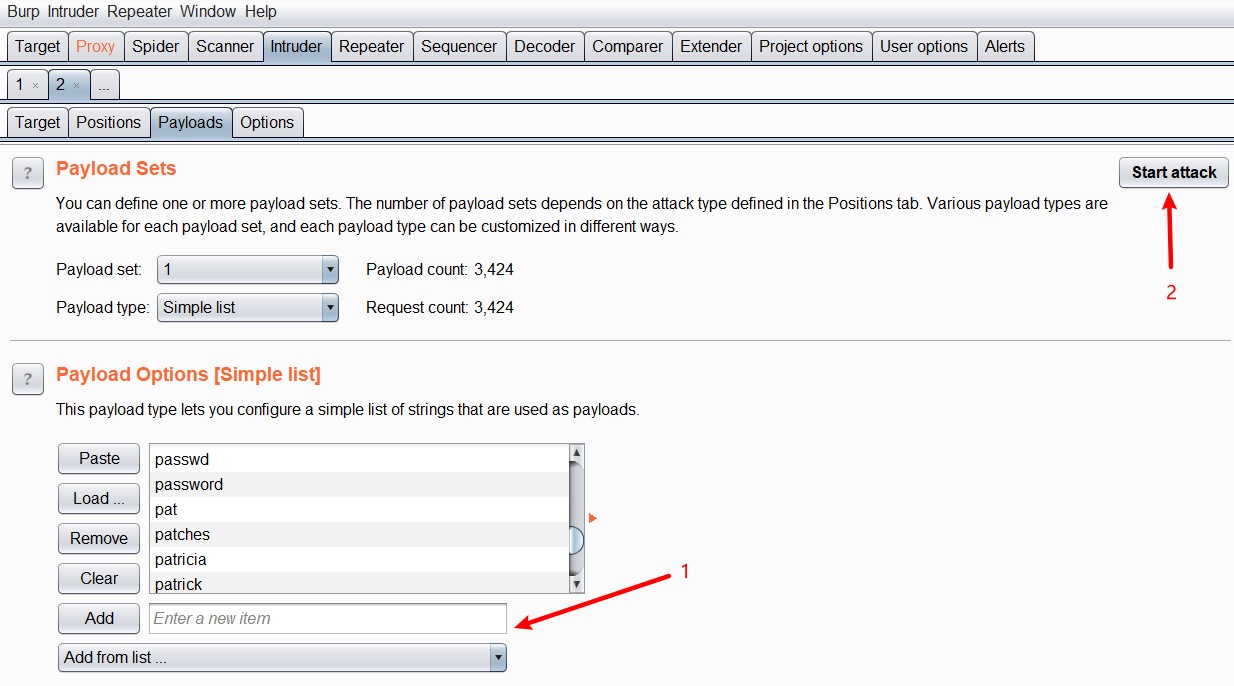 Burp Intruder Repeater Window Help
Target Proxy Spider Scanner Intruder Repeater Sequencer Decoder Comparer Extender Project options User options Alerts
1 × 2 × ...
Target Positions Payloads Options
? Payload Sets Start attack
You can define one or more payload sets. The number of payload sets depends on the attack type defined in the Positions tab. Various payload types are
available for each payload set, and each payload type can be customized in different ways.
Payload set: 1 Payload count: 3,424
2
Payload type: Simple list Request count: 3,424
? Payload Options [Simple list]
This payload type lets you configure a simple list of strings that are used as payloads.
Paste passwd
password
Load ... pat
Remove patches
patricia
Clear patrick
1
Add Enter a new item
Add from list ...